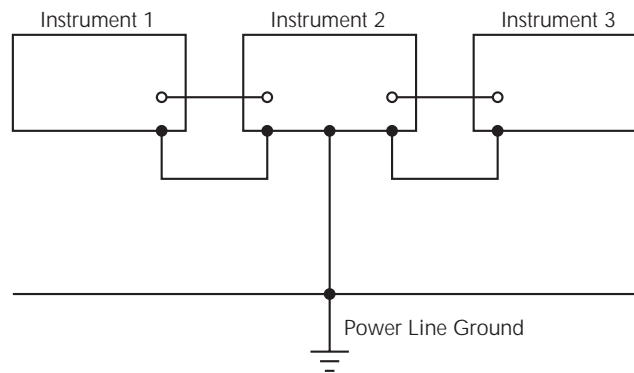 Instrument 1
Instrument 2
Instrument 3
Power Line Ground